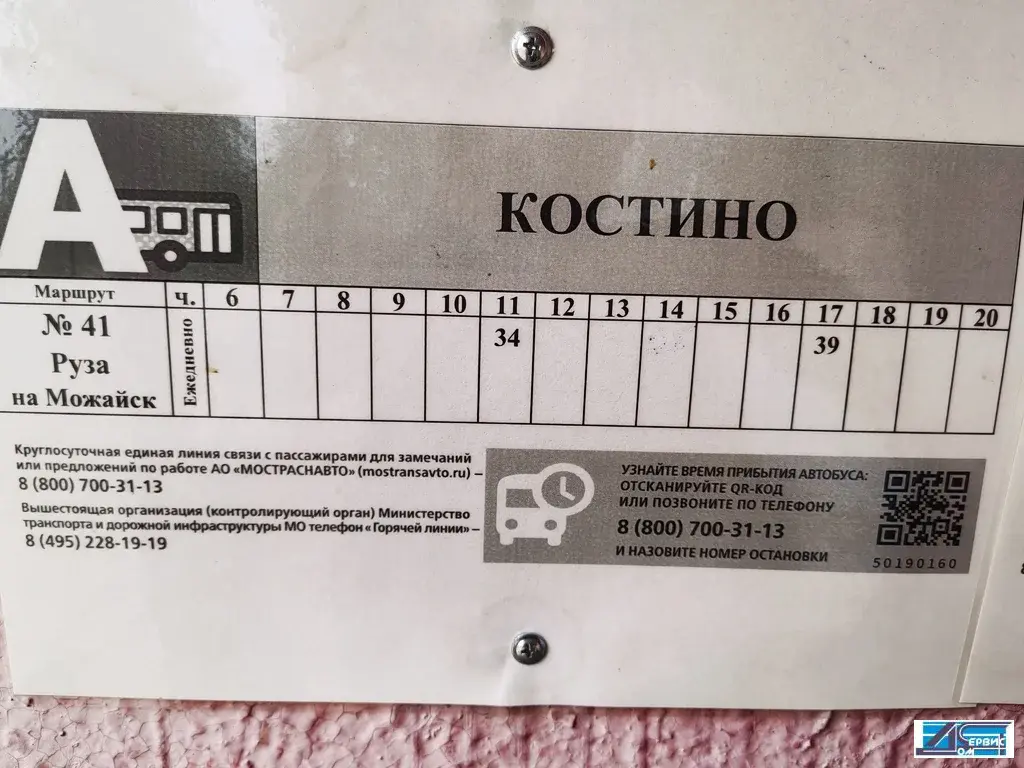 А
КОСТИНО
Маршрут ч. 6 7 8 9 10 11 12 13 14 15 16 17 18 19 20
№ 41
Руза
на Можайск
Ежедневно
34 39
Круглосуточная единая линия связи с пассажирами для замечаний
или предложений по работе АО «МОСТРАСНАВТО» (mostransavto.ru) –
8 (800) 700-31-13
Вышестоящая организация (контролирующий орган) Министерство
транспорта и дорожной инфраструктуры МО телефон «Горячей линии» –
8 (495) 228-19-19
УЗНАЙТЕ ВРЕМЯ ПРИБЫТИЯ АВТОБУСА:
ОТСКАНИРУЙТЕ QR-КОД
ИЛИ ПОЗВОНИТЕ ПО ТЕЛЕФОНУ
8 (800) 700-31-13
И НАЗОВИТЕ НОМЕР ОСТАНОВКИ
50190160
ЕРВИС
ОМ